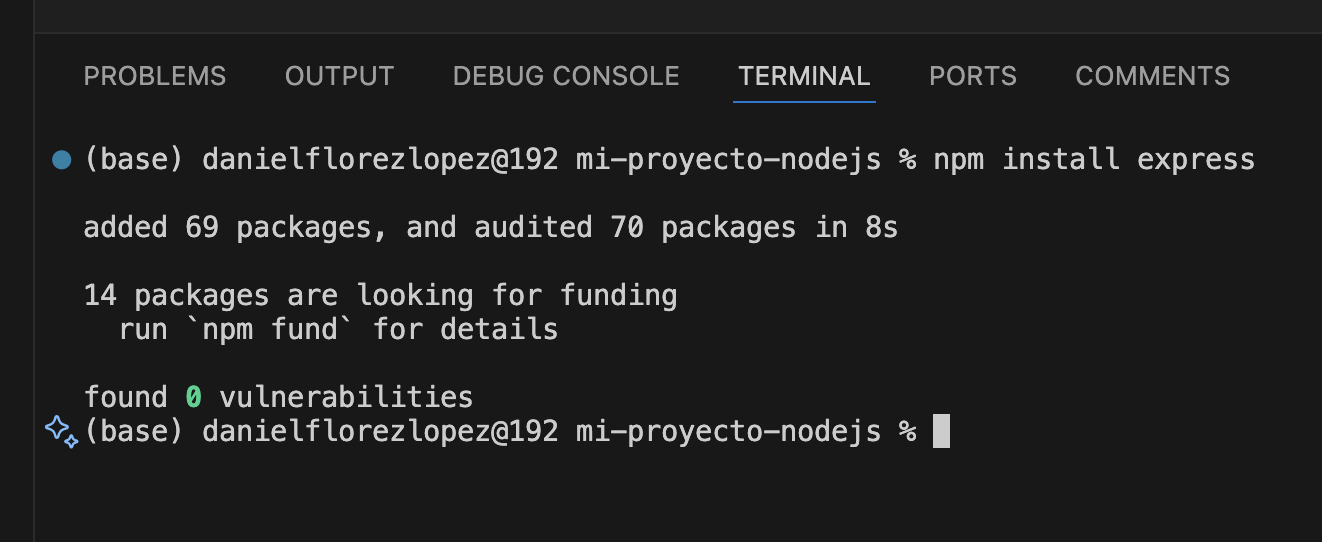 PROBLEMS OUTPUT DEBUG CONSOLE TERMINAL PORTS COMMENTS
(base) danielflorezlopez@192 mi-proyecto-nodejs % npm install express
added 69 packages, and audited 70 packages in 8s
14 packages are looking for funding
  run `npm fund` for details
found 0 vulnerabilities
(base) danielflorezlopez@192 mi-proyecto-nodejs %